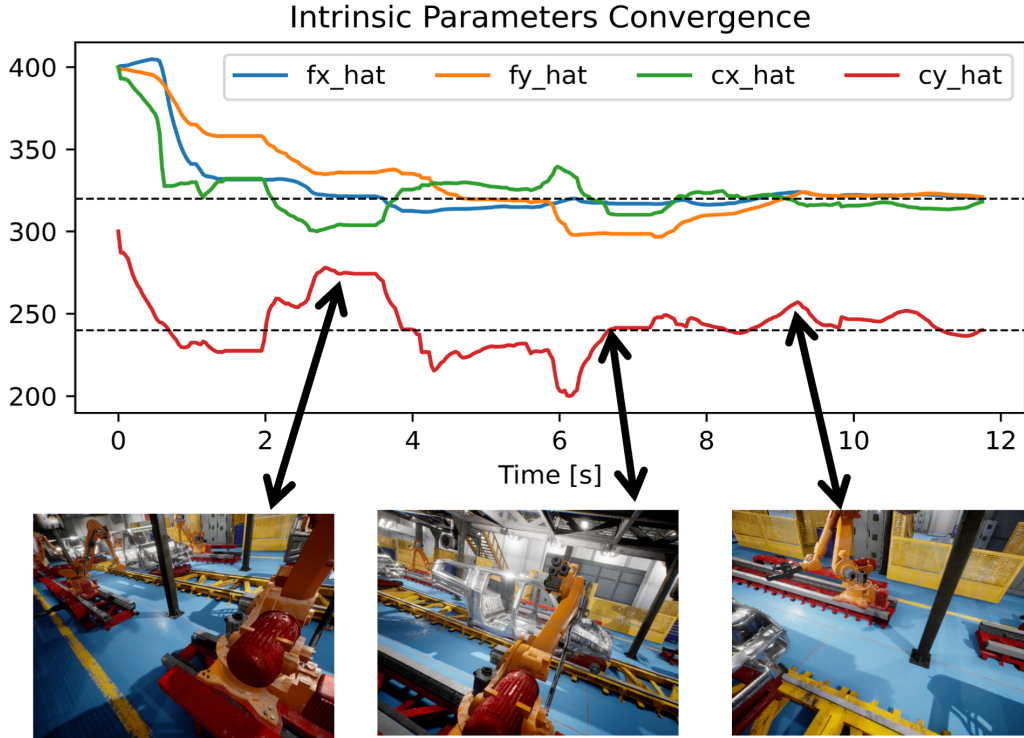 Intrinsic Parameters Convergence
fx_hat fy_hat cx_hat cy_hat
400
350
300
250
200
0 2 4 6 8 10 12
Time [s]